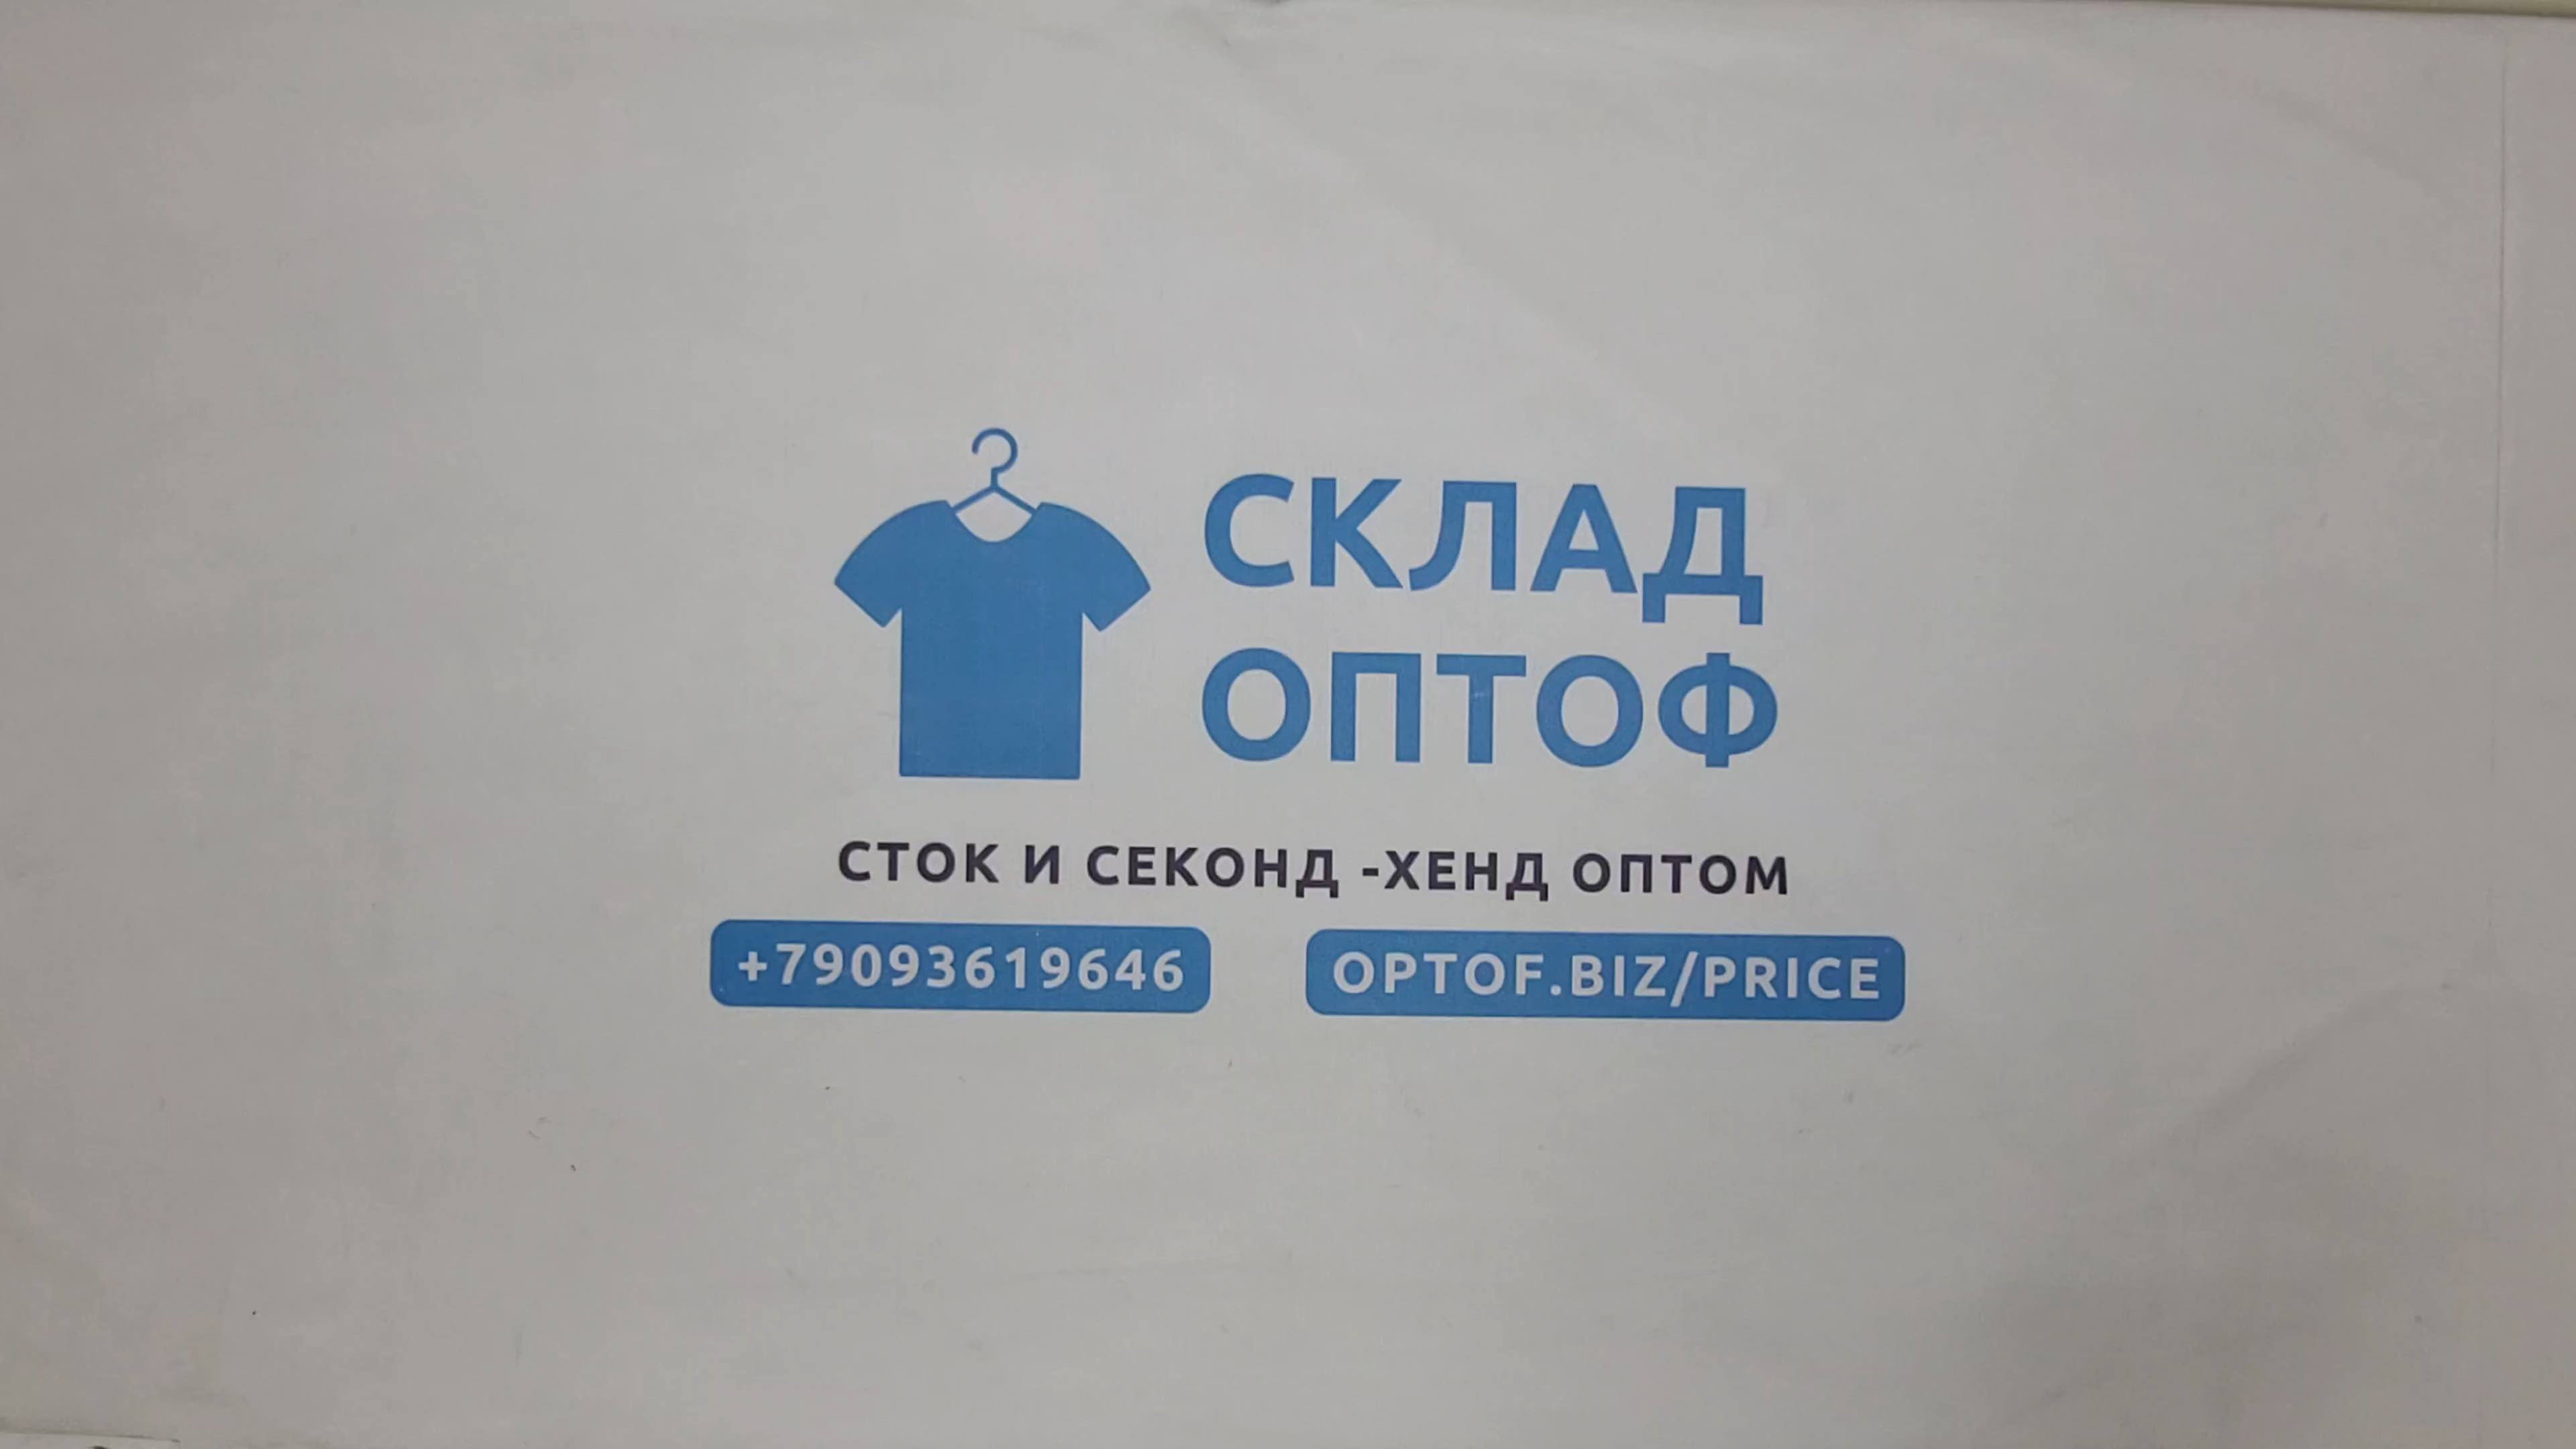 СКЛАД
ОПТОФ
СТОК И СЕКОНД -ХЕНД ОПТОМ
+79093619646
OPTOF.BIZ/PRICE